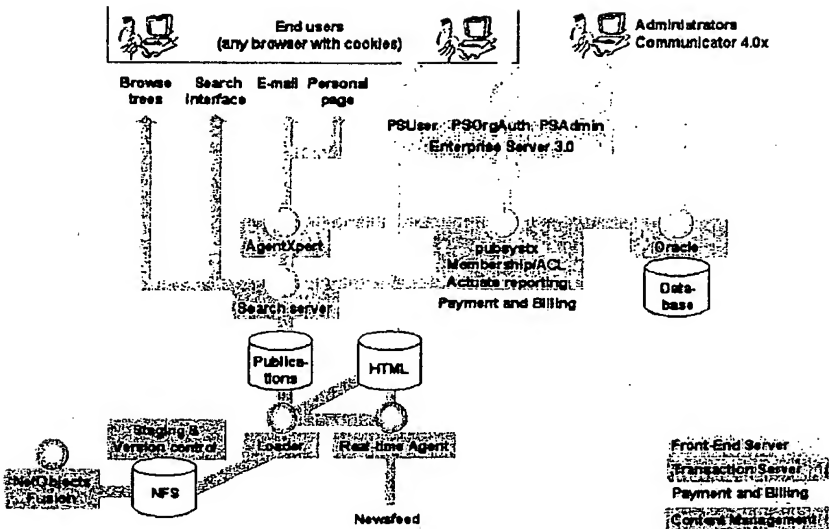 End users
(any browser with cookies)
Administrators
Communicator 4.0x
Browse
trees
Search
interface
E-mail
Personal
page
PSUser PSOrgAuth PSAdmin
Enterprise Server 3.0
AgentXpert
pubsystx
Membership/ACL
Actuate reporting
Payment and Billing
Oracle
Data-
base
Search server
Publica-
tions
HTML
Staging &
Version control
Loader
Real-time Agent
NetObjects
Fusion
NFS
Newsfeed
Front-End Server
Transaction Server
Payment and Billing
Content Management